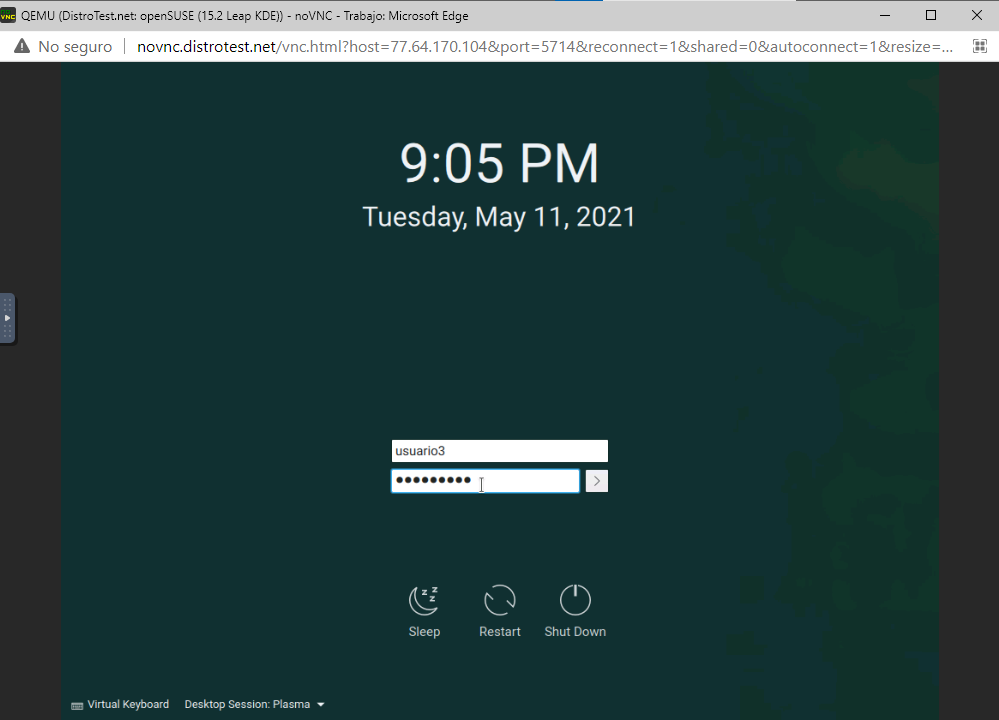 QEMU (DistroTest.net: openSUSE (15.2 Leap KDE)) - noVNC - Trabajo: Microsoft Edge
No seguro | novnc.distrotest.net/vnc.html?host=77.64.170.104&port=5714&reconnect=1&shared=0&autoconnect=1&resize=...
9:05 PM
Tuesday, May 11, 2021
usuario3
•••••••••
Sleep Restart Shut Down
Virtual Keyboard Desktop Session: Plasma